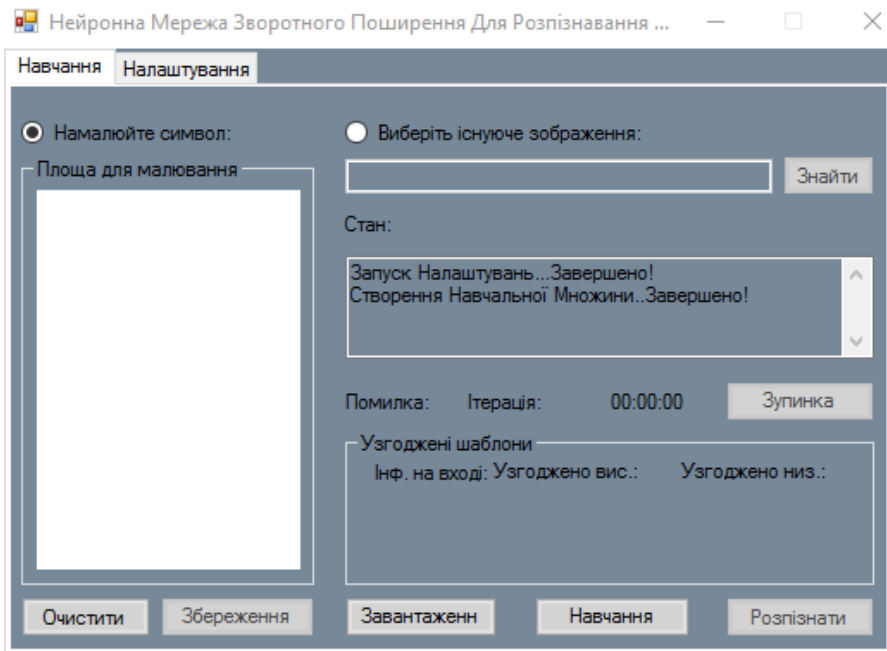 Нейронна Мережа Зворотного Поширення Для Розпізнавання ...
Навчання Налаштування
Намалюйте символ:
Виберіть існуюче зображення:
Площа для малювання
Знайти
Стан:
Запуск Налаштувань...Завершено!
Створення Навчальної Множини..Завершено!
Помилка: Ітерація: 00:00:00 Зупинка
Узгоджені шаблони
Інф. на вході: Узгоджено вис.: Узгоджено низ.:
Очистити Збереження Завантаженн Навчання Розпізнати